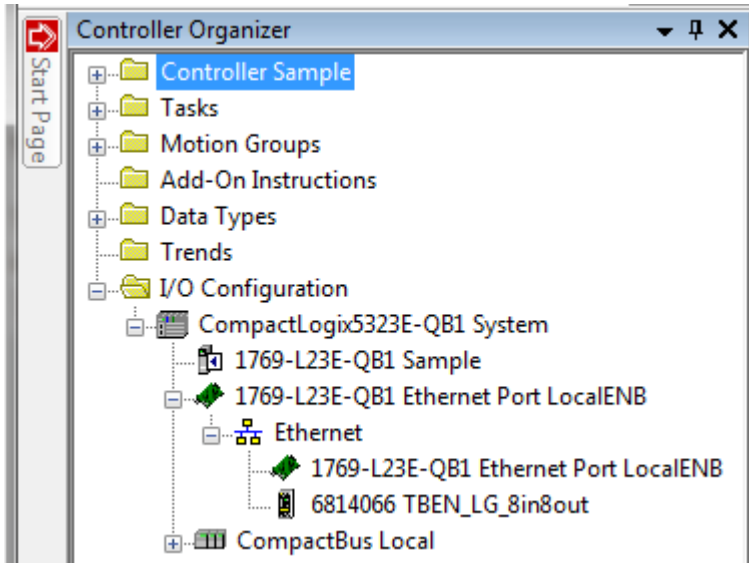 Controller Organizer
Start Page
Controller Sample
Tasks
Motion Groups
Add-On Instructions
Data Types
Trends
I/O Configuration
CompactLogix5323E-QB1 System
1769-L23E-QB1 Sample
1769-L23E-QB1 Ethernet Port LocalENB
Ethernet
1769-L23E-QB1 Ethernet Port LocalENB
6814066 TBEN_LG_8in8out
CompactBus Local